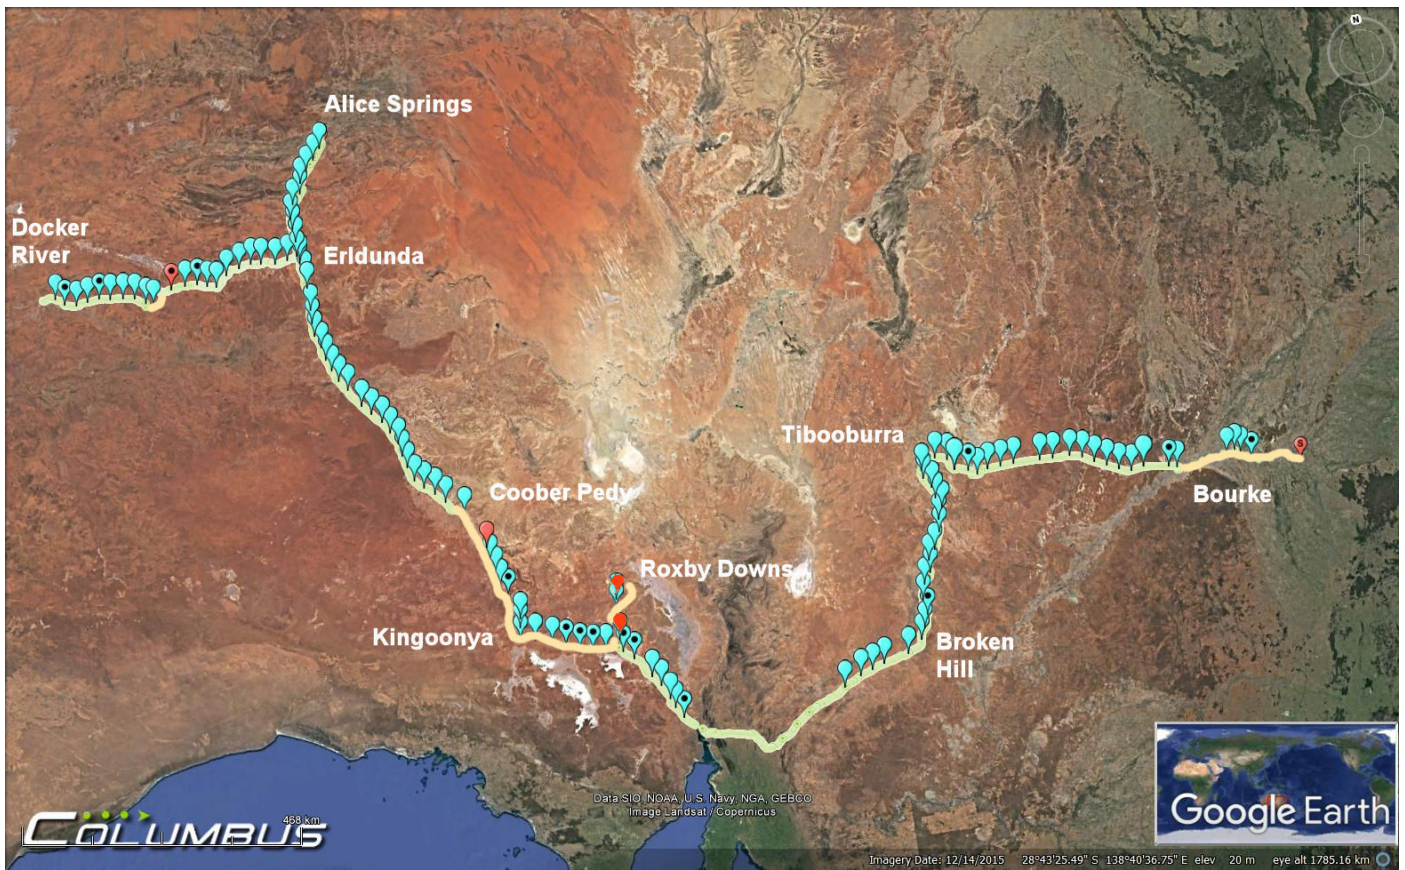 N
Alice Springs
Docker
River
Erldunda
Tibooburra
S
Coober Pedy
Bourke
Roxby Downs
Kingoonya
Broken
Hill
Data SIO, NOAA, U.S. Navy, NGA, GEBCO
Image Landsat / Copernicus
COLUMBUS
468 km
Google Earth
Imagery Date: 12/14/2015 28°43'25.49" S 138°40'36.75" E elev 20 m eye alt 1785.16 km